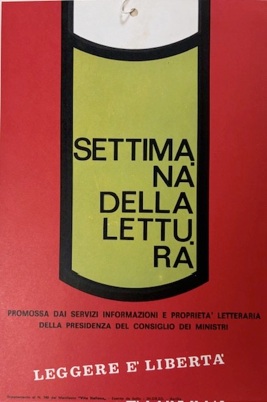 SETTIMA.
NA
DELLA
LETTU.
RA
PROMOSSA DAI SERVIZI INFORMAZIONI E PROPRIETA' LETTERARIA
DELLA PRESIDENZA DEL CONSIGLIO DEI MINISTRI
LEGGERE E' LIBERTA'